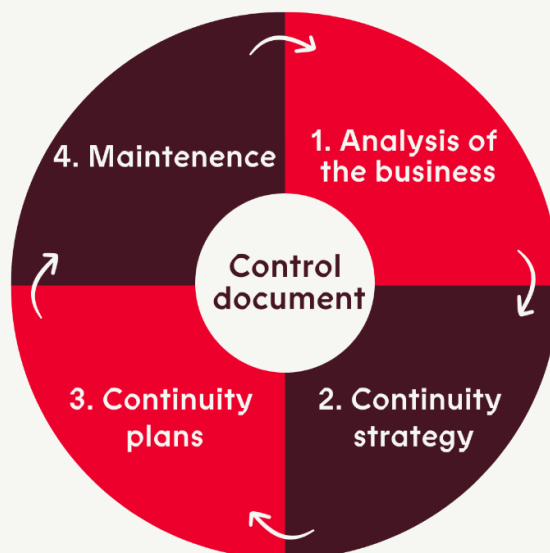 1. Analysis of
the business
2. Continuity
strategy
3. Continuity
plans
4. Maintenence
Control
document